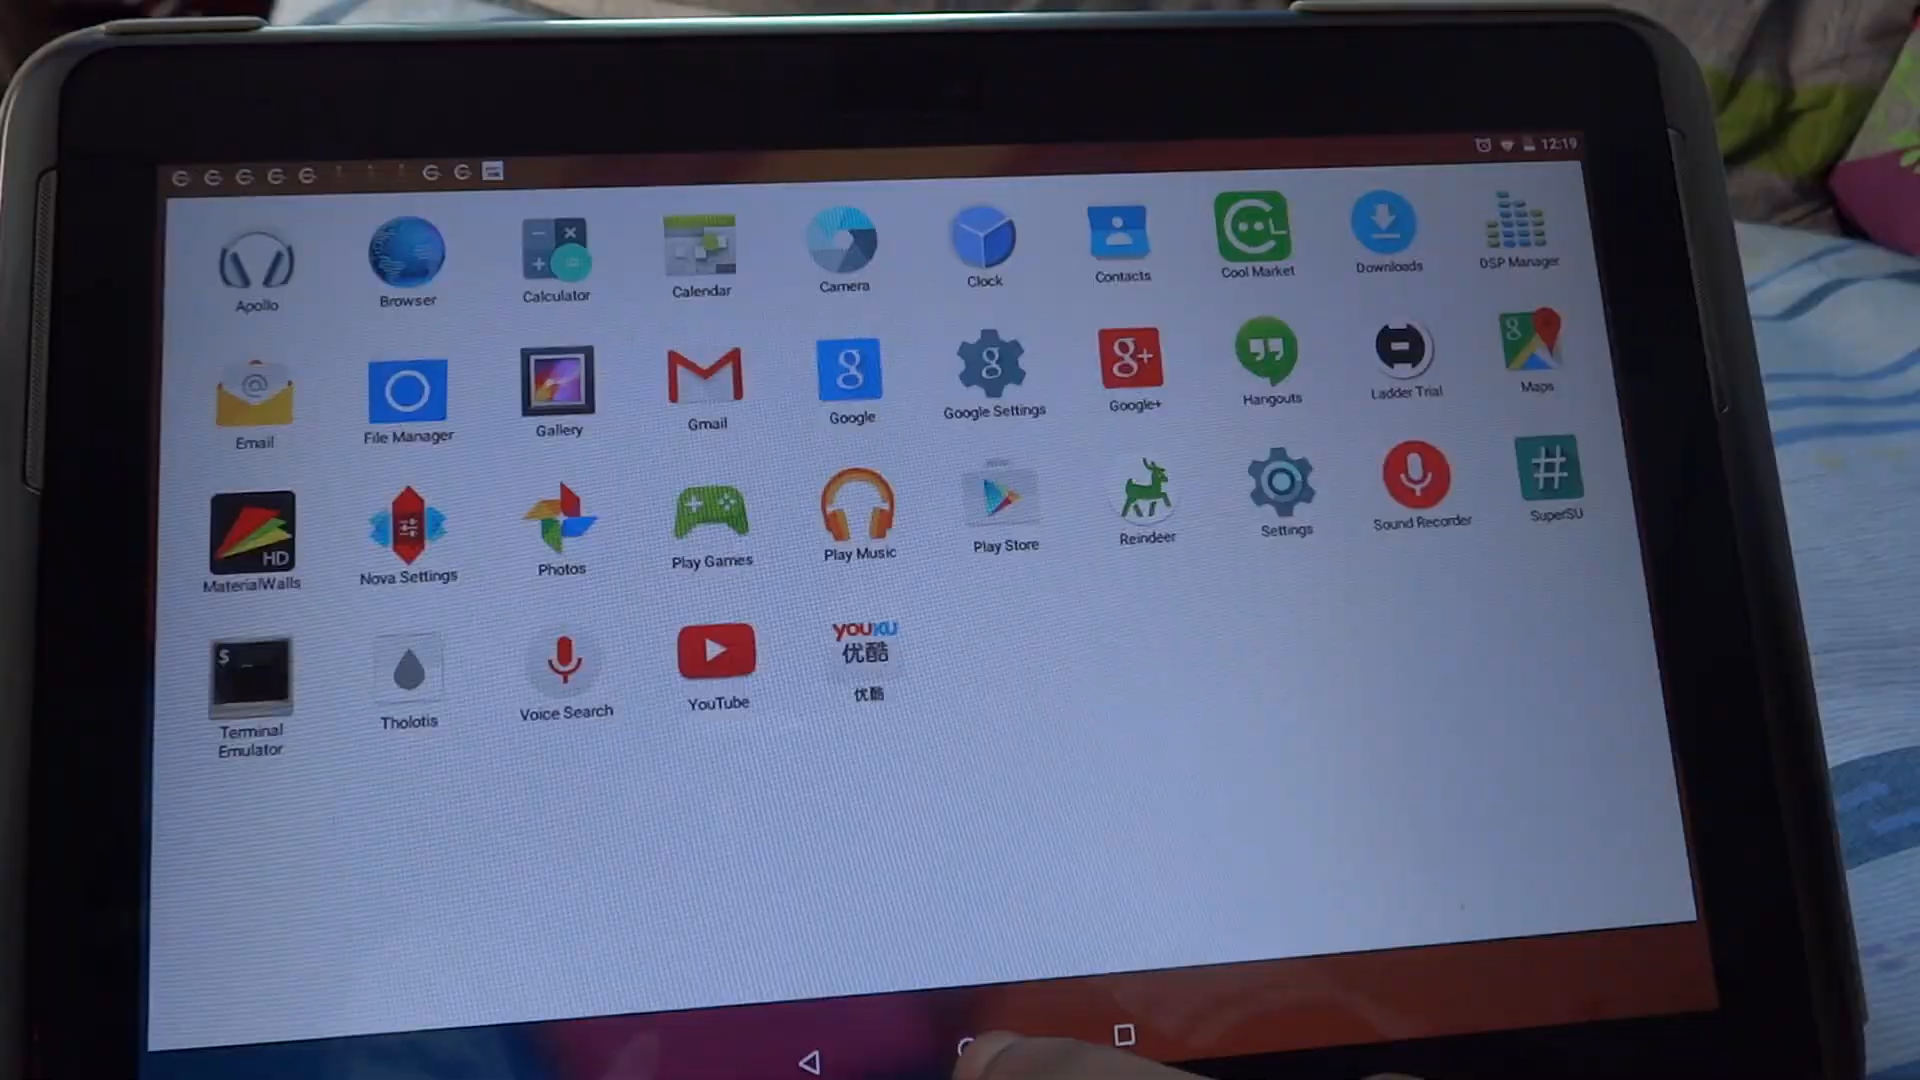 12:19
Apollo
Browser
Calculator
Calendar
Camera
Clock
Contacts
Cool Market
Downloads
DSP Manager
Email
File Manager
Gallery
Gmail
Google
Google Settings
Google+
Hangouts
Ladder Trial
Maps
HD
MaterialWalls
Nova Settings
Photos
Play Games
Play Music
Play Store
Reindeer
Settings
Sound Recorder
SuperSU
Terminal
Emulator
Tholotis
Voice Search
YouTube
YOUKU
优酷
优酷